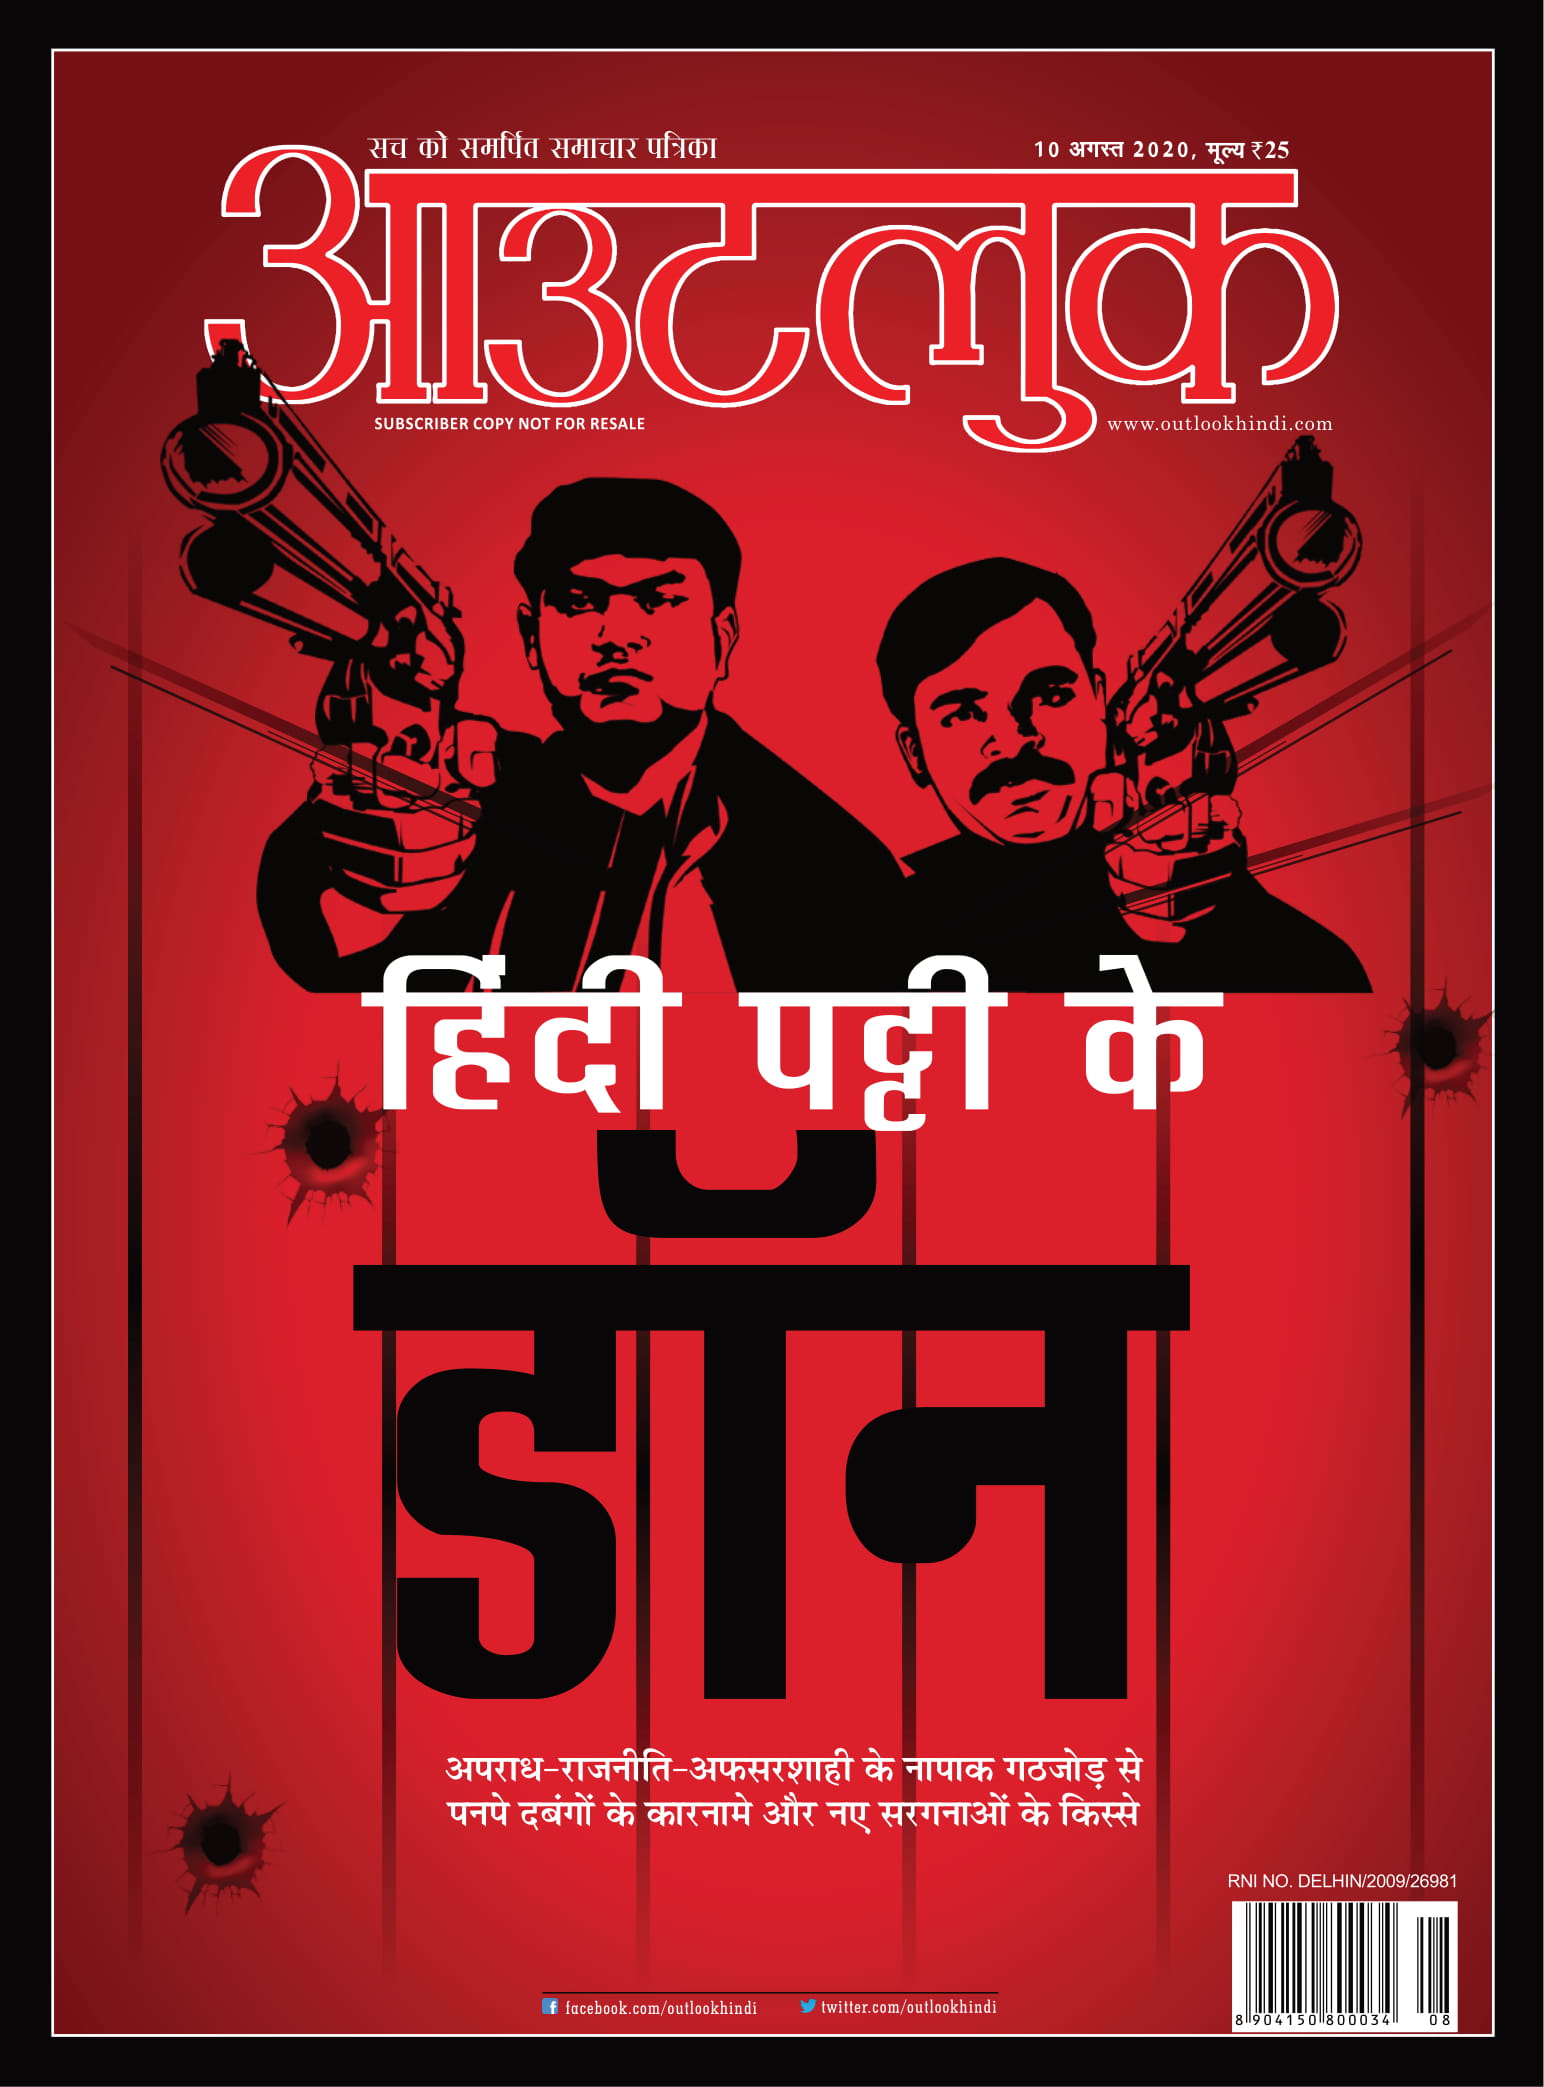 सच को समर्पित समाचार पत्रिका
10 अगस्त 2020, मूल्य ₹25
आउटलुक
SUBSCRIBER COPY NOT FOR RESALE
www.outlookhindi.com
हिंदी पट्टी के
डॉन
अपराध-राजनीति-अफसरशाही के नापाक गठजोड़ से
पनपे दबंगों के कारनामे और नए सरगनाओं के किस्से
RNI NO. DELHIN/2009/26981
8 904150 800034 08
facebook.com/outlookhindi
twitter.com/outlookhindi